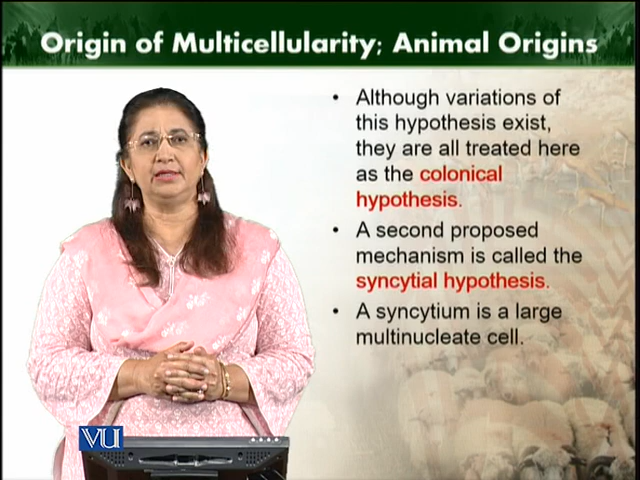 Origin of Multicellularity; Animal Origins
• Although variations of
this hypothesis exist,
they are all treated here
as the colonical
hypothesis.
• A second proposed
mechanism is called the
syncytial hypothesis.
• A syncytium is a large
multinucleate cell.
VU